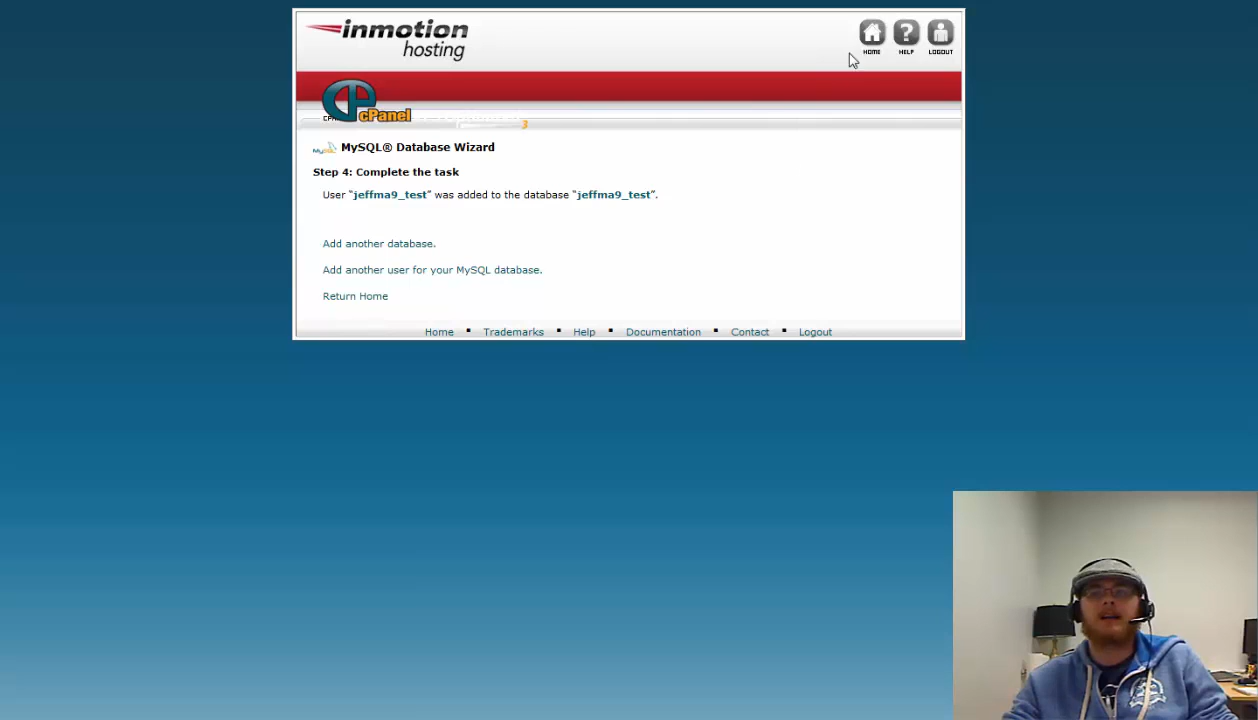 inmotion
hosting
HOME HELP LOGOUT
cPanel
3
MySQL® Database Wizard
Step 4: Complete the task
User “jeffma9_test” was added to the database “jeffma9_test”.
Add another database.
Add another user for your MySQL database.
Return Home
Home ▪ Trademarks ▪ Help ▪ Documentation ▪ Contact ▪ Logout